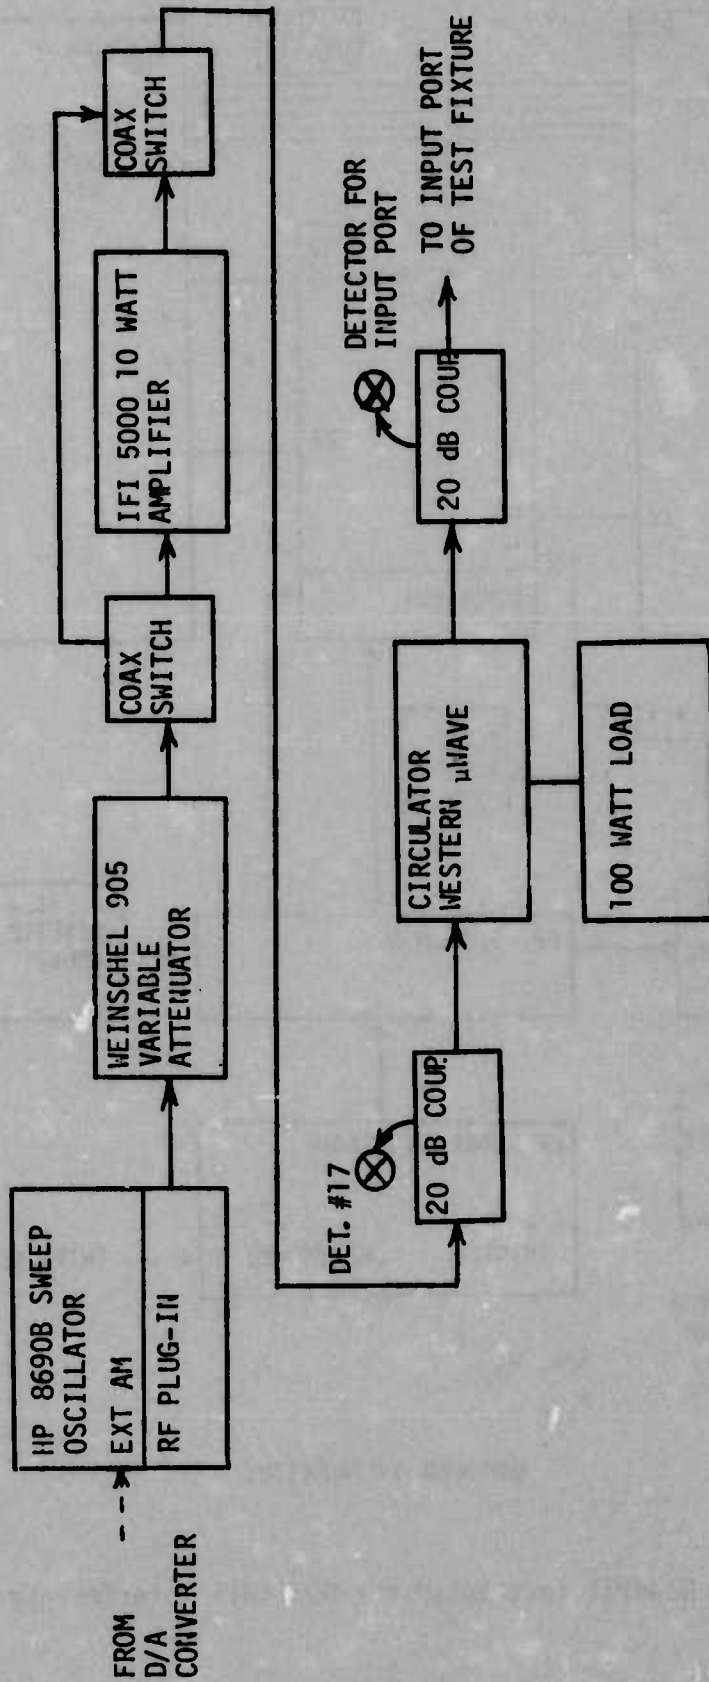 FROM
D/A
CONVERTER
HP 8690B SWEEP
OSCILLATOR
EXT AM
RF PLUG-IN
WEINSCHEL 905
VARIABLE
ATTENUATOR
COAX
SWITCH
IFI 5000 10 WATT
AMPLIFIER
COAX
SWITCH
DET. #17
20 dB COUP.
CIRCULATOR
WESTERN µWAVE
100 WATT LOAD
20 dB COUP.
DETECTOR FOR
INPUT PORT
TO INPUT PORT
OF TEST FIXTURE